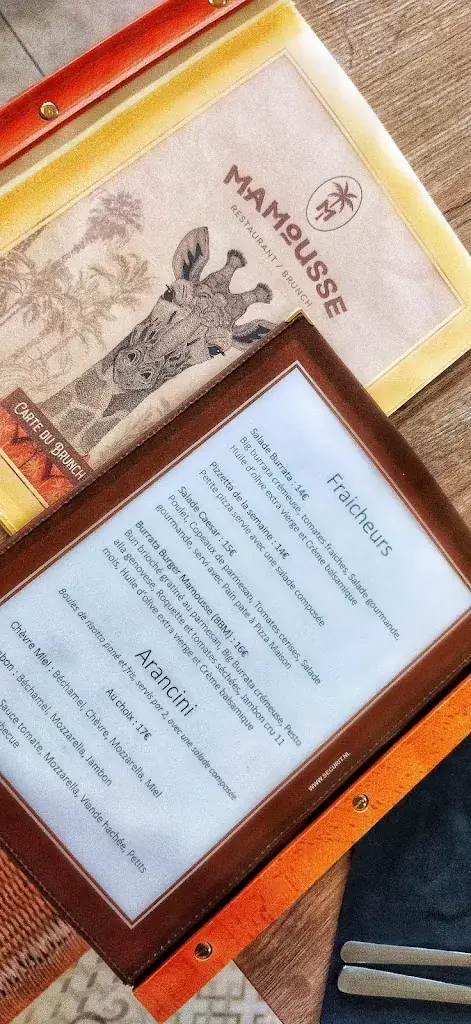 MAMOUSSE
RESTAURANT / BRUNCH
M
CARTE DU BRUNCH
Fraicheurs
Salade Burrata : 14€
Big burrata crémeuse, tomates fraiches, Salade gourmande,
Huile d'olive extra vierge et Crème balsamique
Pizzetta de la semaine : 14€
Petite pizza servie avec une salade composée
Salade Caesar : 15€
Poulet, Copeaux de parmesan, Tomates cerises, Salade
gourmande, servi avec Pain pate à Pizza Maison
Burrata Burger Mamousse (BBM) : 16€
Bun brioché gratiné au parmesan, Big Burrata crémeuse, Pesto
alla genovese, Roquette et tomates séchées, Jambon cru 11
mois, Huile d'olive extra vierge et Crème balsamique
Arancini
Boules de risotto pané et fris, servis par 2, avec une salade composée
Au choix : 17€
Chèvre Miel : Béchamel, Chèvre, Mozzarella, Miel
mbon : Béchamel, Mozzarella, Jambon
Sauce tomate, Mozzarella, Viande hachée, Petits
becue
WWW.SECURIT.NL